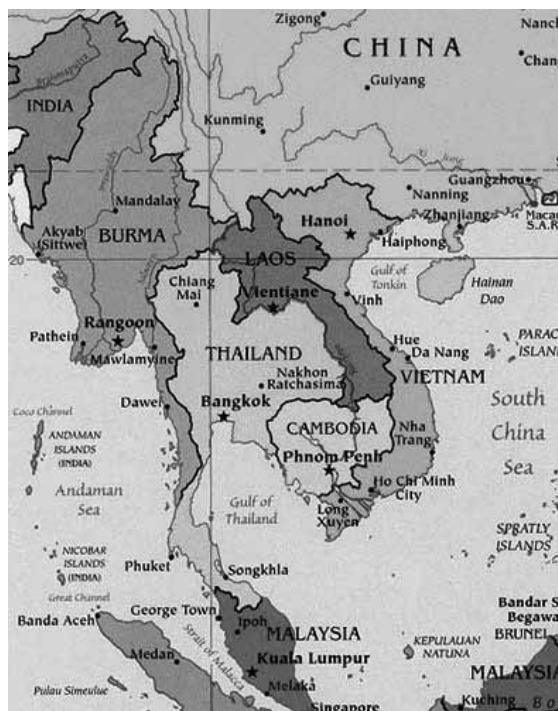 Zigong
CHINA
Nanch
Chang
Guiyang
Brahmaputra
INDIA
Kunming
Guangzhou
Nanning
Macau
S.A.R.
Zhanjiang
Mandalay
Akyab
(Sittwe)
BURMA
Hanoi
Haiphong
20
LAOS
Gulf of
Tonkin
Hainan
Dao
Chiang
Mai
Vientiane
Vinh
Rangoon
Pathein
Mawlamyine
THAILAND
Hue
Da Nang
PARAC
ISLAN
Nakhon
Ratchasima
VIETNAM
Dawei
Bangkok
CAMBODIA
South
China
Sea
Coco Channel
ANDAMAN
ISLANDS
(INDIA)
Nha
Trang
Phnom Penh
Andaman
Sea
Ho Chi Minh
City
Gulf of
Thailand
Long
Xuyen
SPRATLY
ISLANDS
NICOBAR
ISLANDS
(INDIA)
Phuket
Songkhla
Great Channel
Banda Aceh
George Town
Ipoh
MALAYSIA
Bandar S
Begawa
BRUNEI
KEPULAUAN
NATUNA
Strait of Malacca
Medan
Kuala Lumpur
MALAYSIA
Pulau Simeulue
Melaka
Singapore
Kuching
Bo